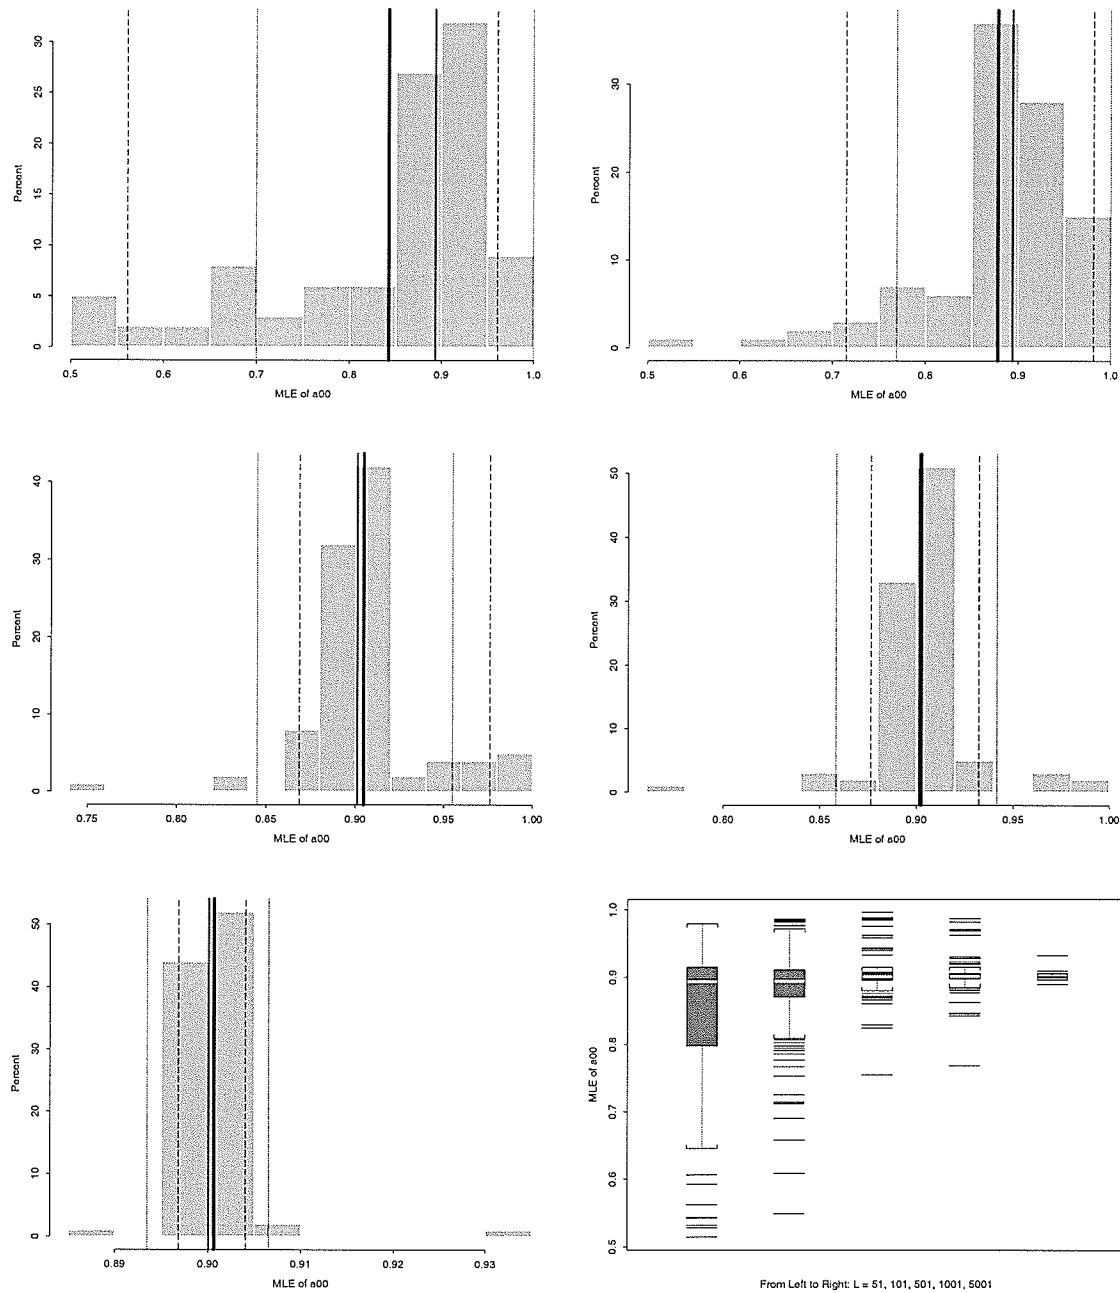 30
25
20
15
10
5
0
Percent
0.5 0.6 0.7 0.8 0.9 1.0
MLE of a00
30
20
10
0
Percent
0.5 0.6 0.7 0.8 0.9 1.0
MLE of a00
40
30
20
10
0
Percent
0.75 0.80 0.85 0.90 0.95 1.00
MLE of a00
50
40
30
20
10
0
Percent
0.80 0.85 0.90 0.95 1.00
MLE of a00
50
40
30
20
10
0
Percent
0.89 0.90 0.91 0.92 0.93
MLE of a00
1.0
0.9
0.8
0.7
0.6
0.5
MLE of a00
From Left to Right: L = 51, 101, 501, 1001, 5001